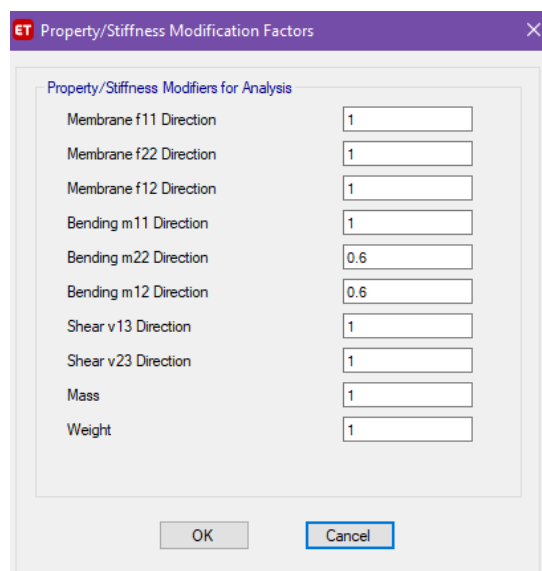 ET Property/Stiffness Modification Factors
Property/Stiffness Modifiers for Analysis
Membrane f11 Direction 1
Membrane f22 Direction 1
Membrane f12 Direction 1
Bending m11 Direction 1
Bending m22 Direction 0.6
Bending m12 Direction 0.6
Shear v13 Direction 1
Shear v23 Direction 1
Mass 1
Weight 1
OK Cancel